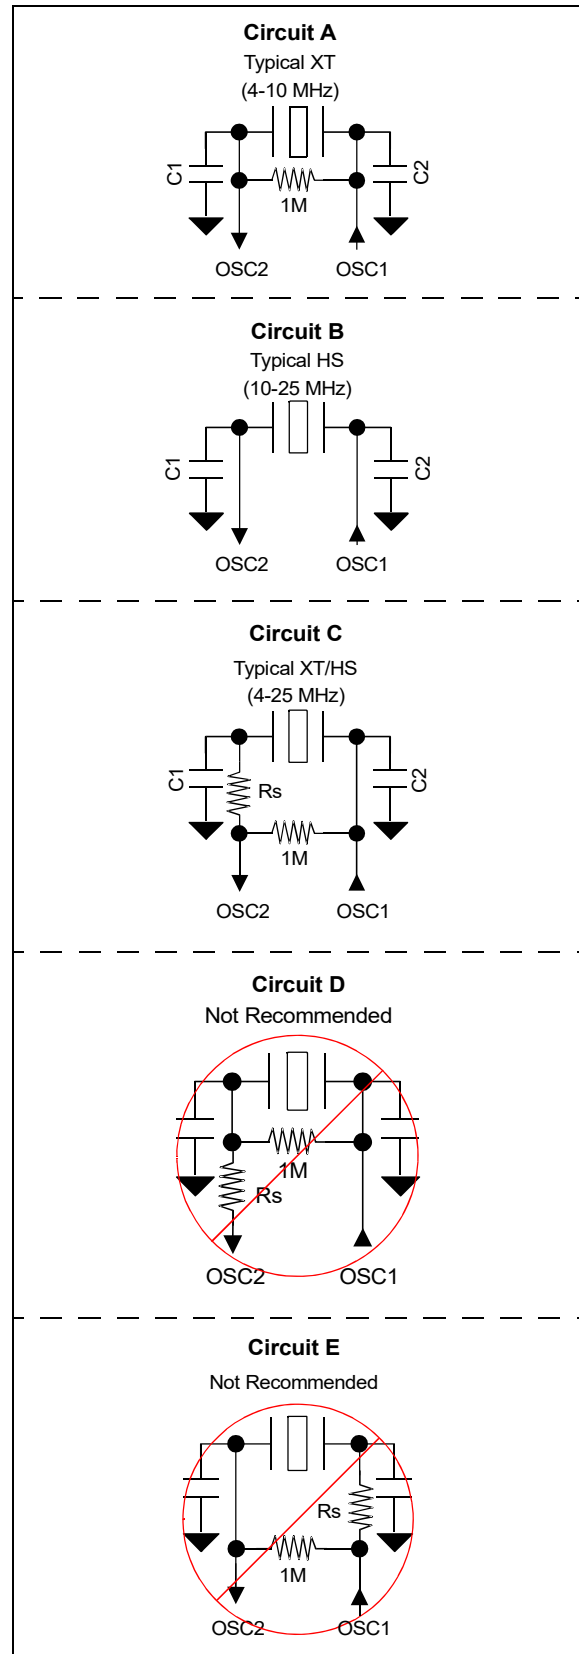 Circuit A
Typical XT
(4-10 MHz)
C1
C2
1M
OSC2 OSC1
Circuit B
Typical HS
(10-25 MHz)
C1
C2
OSC2 OSC1
Circuit C
Typical XT/HS
(4-25 MHz)
C1
Rs
C2
1M
OSC2 OSC1
Circuit D
Not Recommended
1M
Rs
OSC2 OSC1
Circuit E
Not Recommended
Rs
1M
OSC2 OSC1